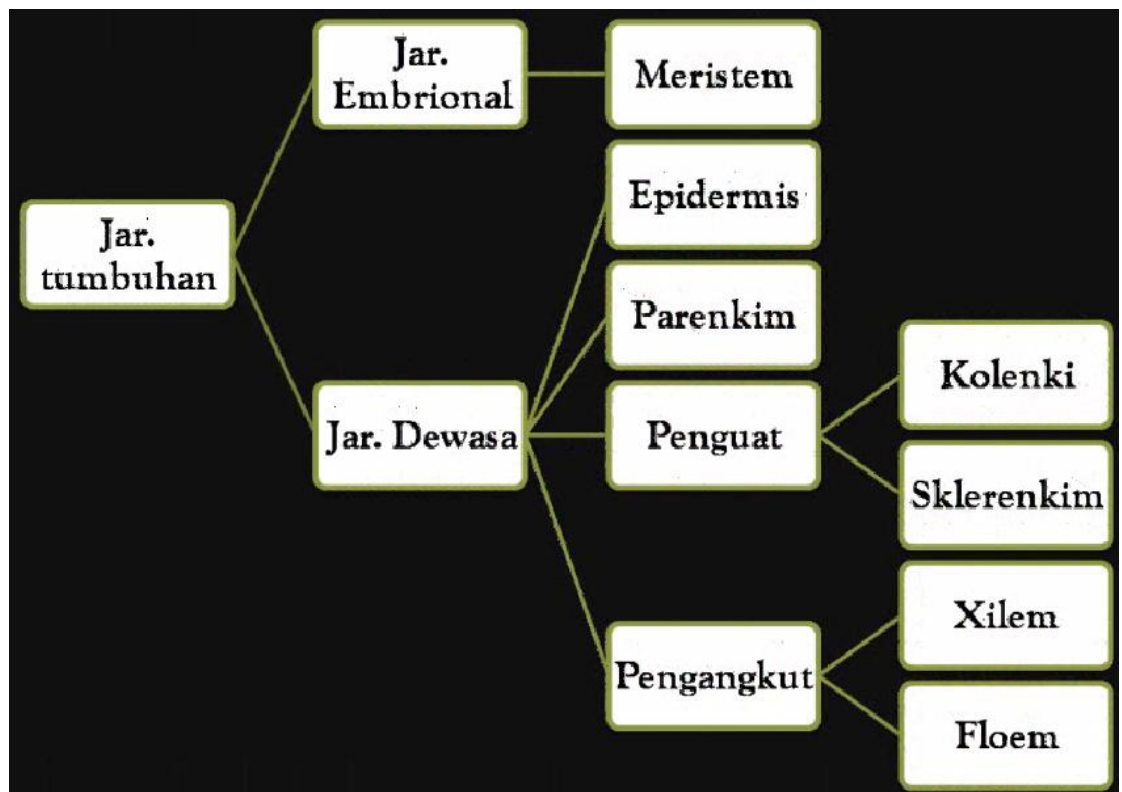 Jar.
Embrional
Meristem
Epidermis
Jar.
tumbuhan
Parenkim
Kolenki
Jar. Dewasa
Penguat
Sklerenkim
Xilem
Pengangkut
Floem